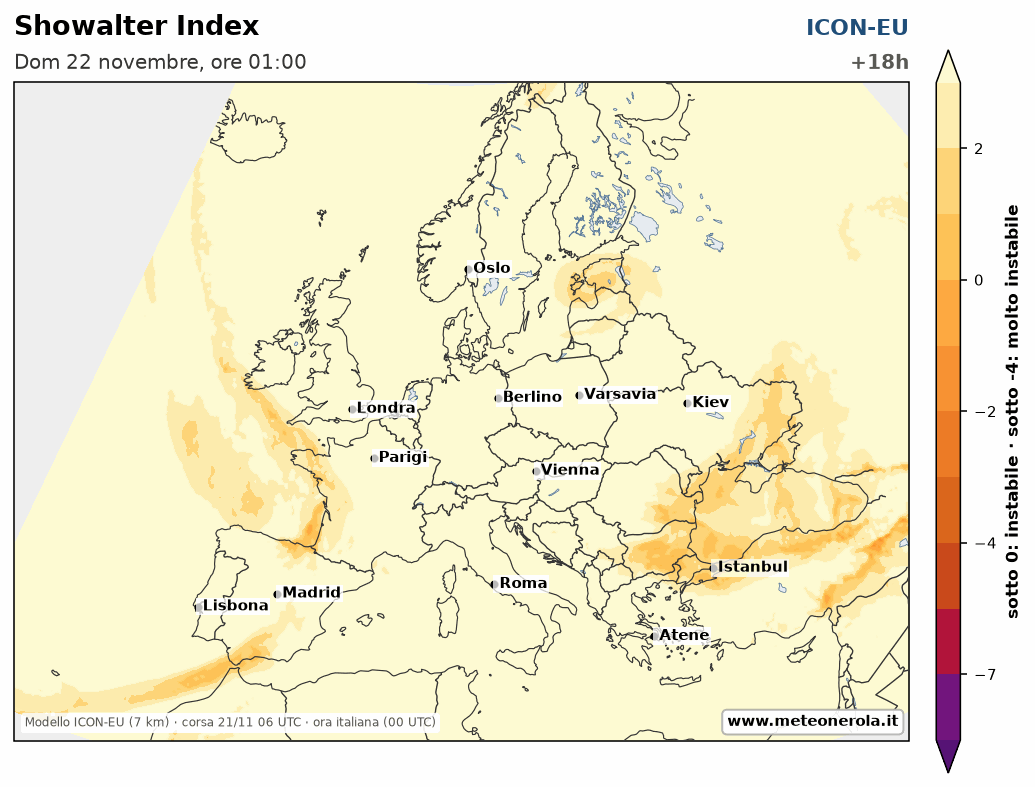 Showalter Index
ICON-EU
Dom 22 novembre, ore 01:00
+18h
Oslo
Londra
Berlino
Varsavia
Kiev
Parigi
Vienna
Istanbul
Madrid
Roma
Lisbona
Atene
2
0
−2
−4
−7
sotto 0: instabile · sotto -4: molto instabile
Modello ICON-EU (7 km) · corsa 21/11 06 UTC · ora italiana (00 UTC)
www.meteonerola.it